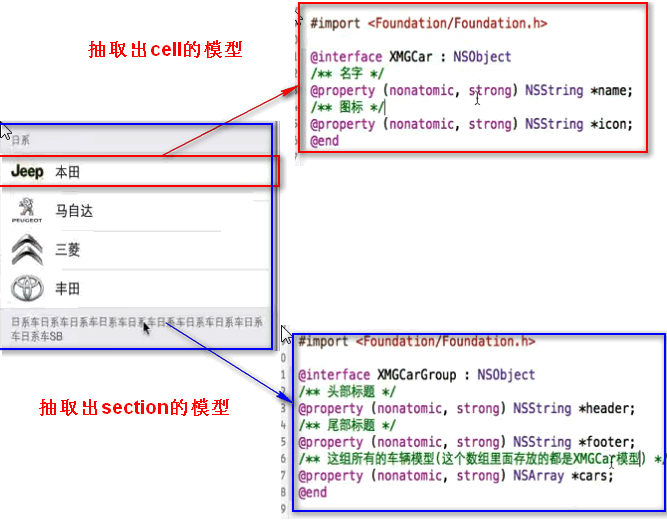 抽取出cell的模型
#import <Foundation/Foundation.h>
@interface XMGCar : NSObject
/** 名字 */
@property (nonatomic, strong) NSString *name;
/** 图标 */
@property (nonatomic, strong) NSString *icon;
@end
日系
Jeep 本田
PEUGEOT 马自达
三菱
丰田
日系车日系车日系车日系车日系车日系车日系车日系车日系
车日系车SB
抽取出section的模型
#import <Foundation/Foundation.h>
@interface XMGCarGroup : NSObject
/** 头部标题 */
@property (nonatomic, strong) NSString *header;
/** 尾部标题 */
@property (nonatomic, strong) NSString *footer;
/** 这组所有的车辆模型(这个数组里面存放的都是XMGCar模型) */
@property (nonatomic, strong) NSArray *cars;
@end